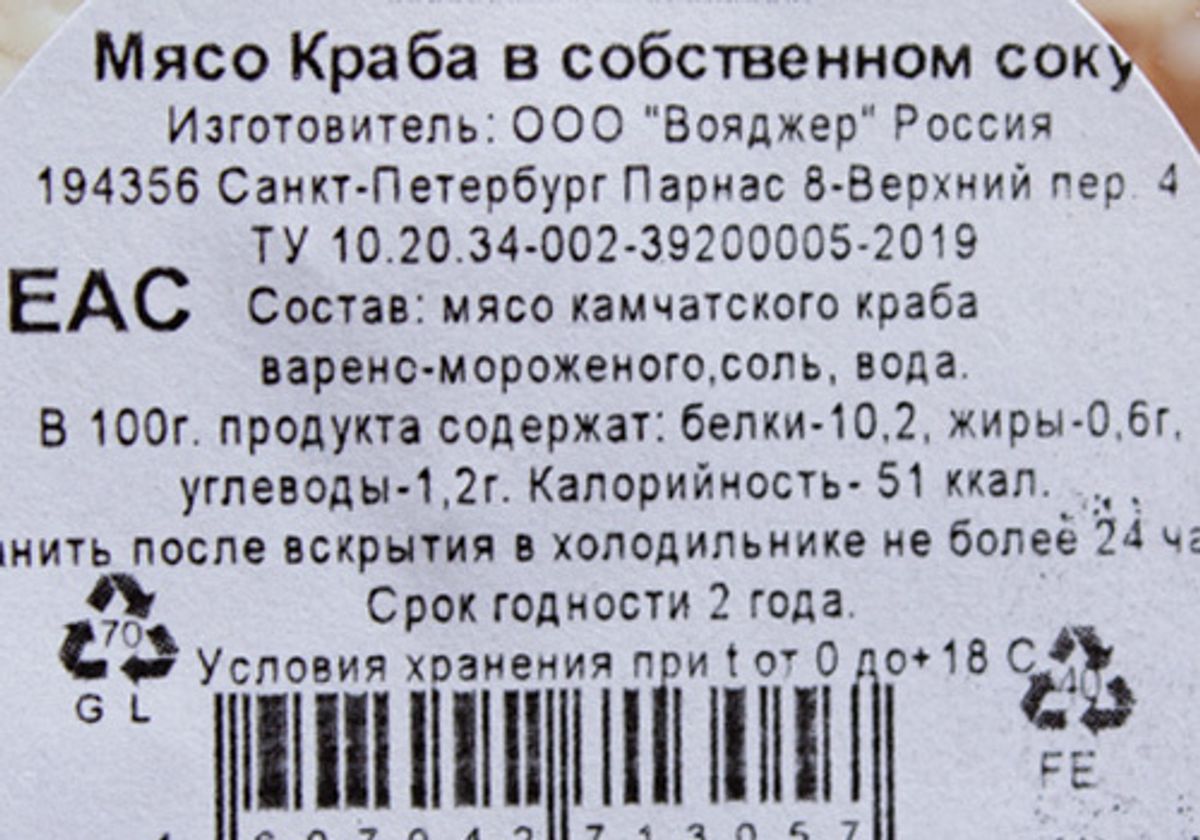 Мясо Краба в собственном соку
Изготовитель: ООО "Вояджер" Россия
194356 Санкт-Петербург Парнас 8-Верхний пер. 4
ТУ 10.20.34-002-39200005-2019
ЕАС
Состав: мясо камчатского краба
варено-мороженого,соль, вода.
В 100г. продукта содержат: белки-10,2, жиры-0,6г,
углеводы-1,2г. Калорийность- 51 ккал.
после вскрытия в холодильнике не более 24
Срок годности 2 года.
Условия хранения при t от 0 до+18 С
70
G L
40
FE